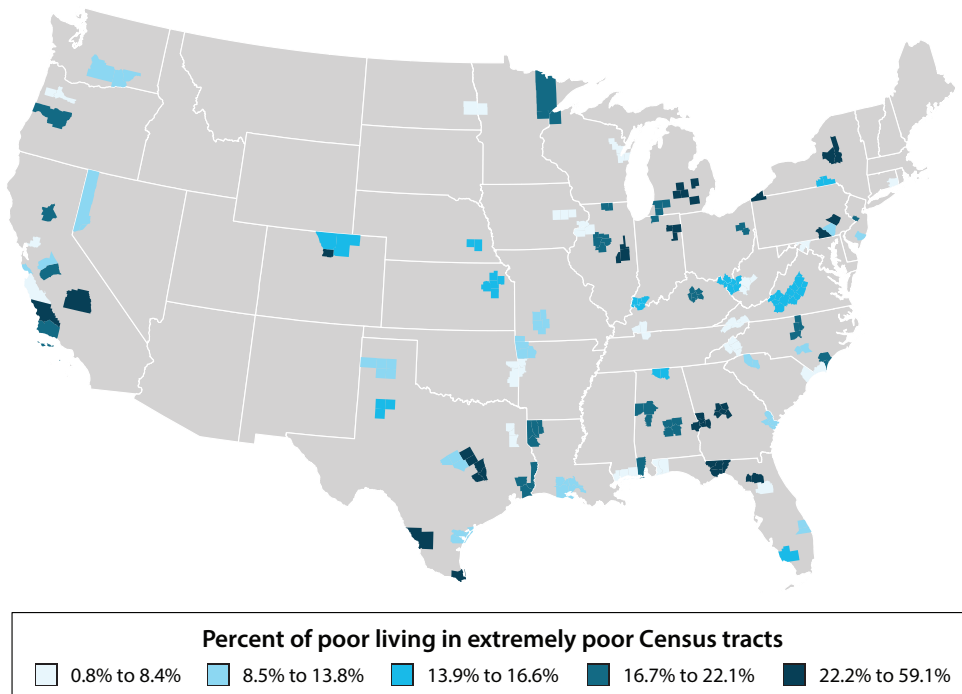 Percent of poor living in extremely poor Census tracts
0.8% to 8.4% 8.5% to 13.8% 13.9% to 16.6% 16.7% to 22.1% 22.2% to 59.1%